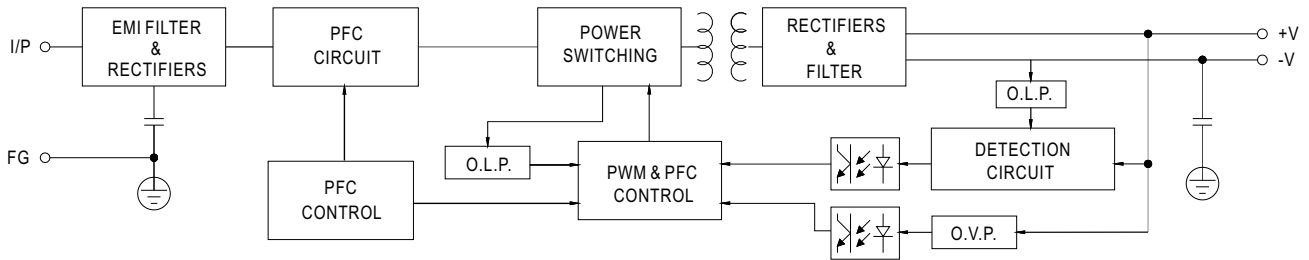 I/P
EMI FILTER
&
RECTIFIERS
PFC
CIRCUIT
POWER
SWITCHING
RECTIFIERS
&
FILTER
+V
-V
O.L.P.
FG
O.L.P.
PFC
CONTROL
PWM & PFC
CONTROL
DETECTION
CIRCUIT
O.V.P.